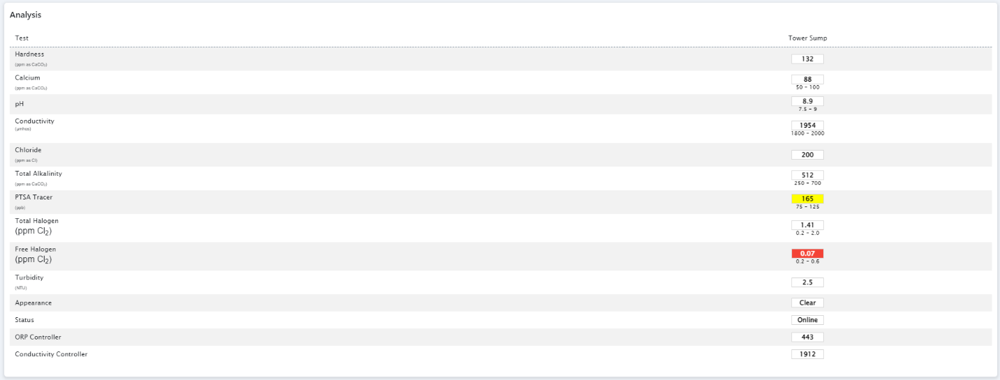 Analysis
Test Tower Sump
Hardness
(ppm as CaCO₃)
132
Calcium
(ppm as CaCO₃)
88
50 - 100
pH
8.9
7.5 - 9
Conductivity
(µmhos)
1954
1800 - 2000
Chloride
(ppm as Cl)
200
Total Alkalinity
(ppm as CaCO₃)
512
250 - 700
PTSA Tracer
(ppb)
165
75 - 125
Total Halogen
(ppm Cl₂)
1.41
0.2 - 2.0
Free Halogen
(ppm Cl₂)
0.07
0.2 - 0.6
Turbidity
(NTU)
2.5
Appearance
Clear
Status
Online
ORP Controller
443
Conductivity Controller
1912